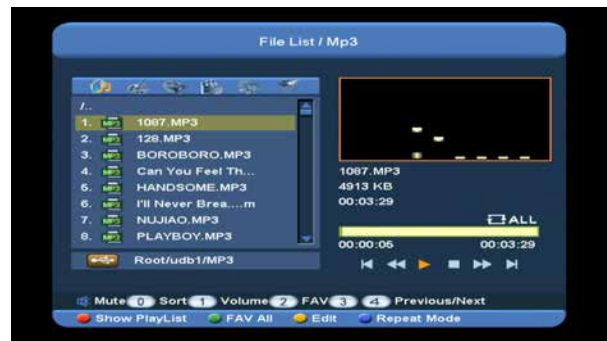 File List / Mp3
/..
1. 1087.MP3
2. 128.MP3
3. BOROBORO.MP3
4. Can You Feel Th...
5. HANDSOME.MP3
6. I'll Never Brea....m
7. NUJIAO.MP3
8. PLAYBOY.MP3
Root/udb1/MP3
1087.MP3
4913 KB
00:03:29
ALL
00:00:06 00:03:29
Mute 0 Sort 1 Volume 2 FAV 3 4 Previous/Next
Show PlayList FAV All Edit Repeat Mode